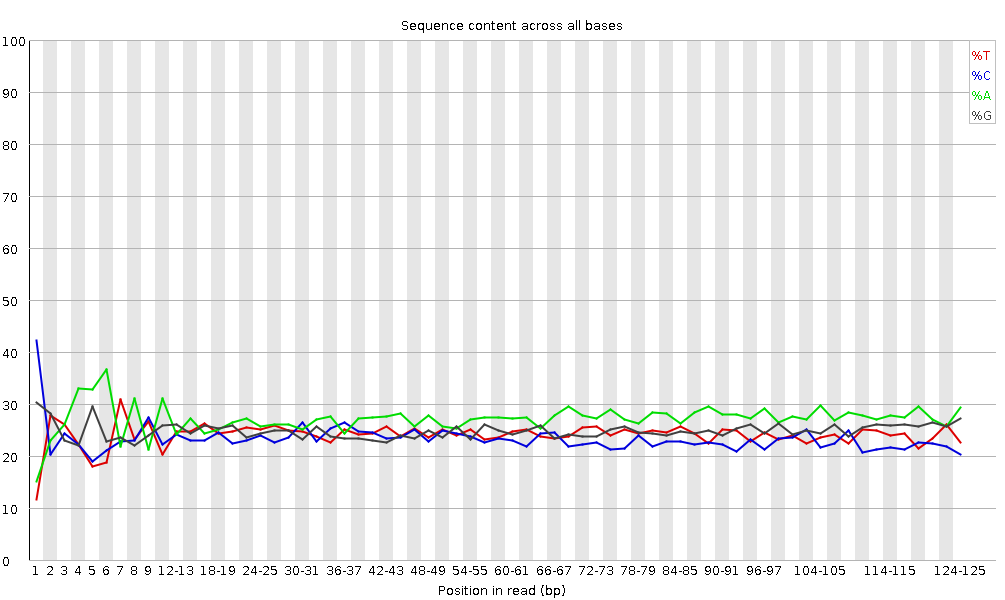 Sequence content across all bases
100
90
80
70
60
50
40
30
20
10
0
%T
%C
%A
%G
1 2 3 4 5 6 7 8 9 12-13 18-19 24-25 30-31 36-37 42-43 48-49 54-55 60-61 66-67 72-73 78-79 84-85 90-91 96-97 104-105 114-115 124-125
Position in read (bp)